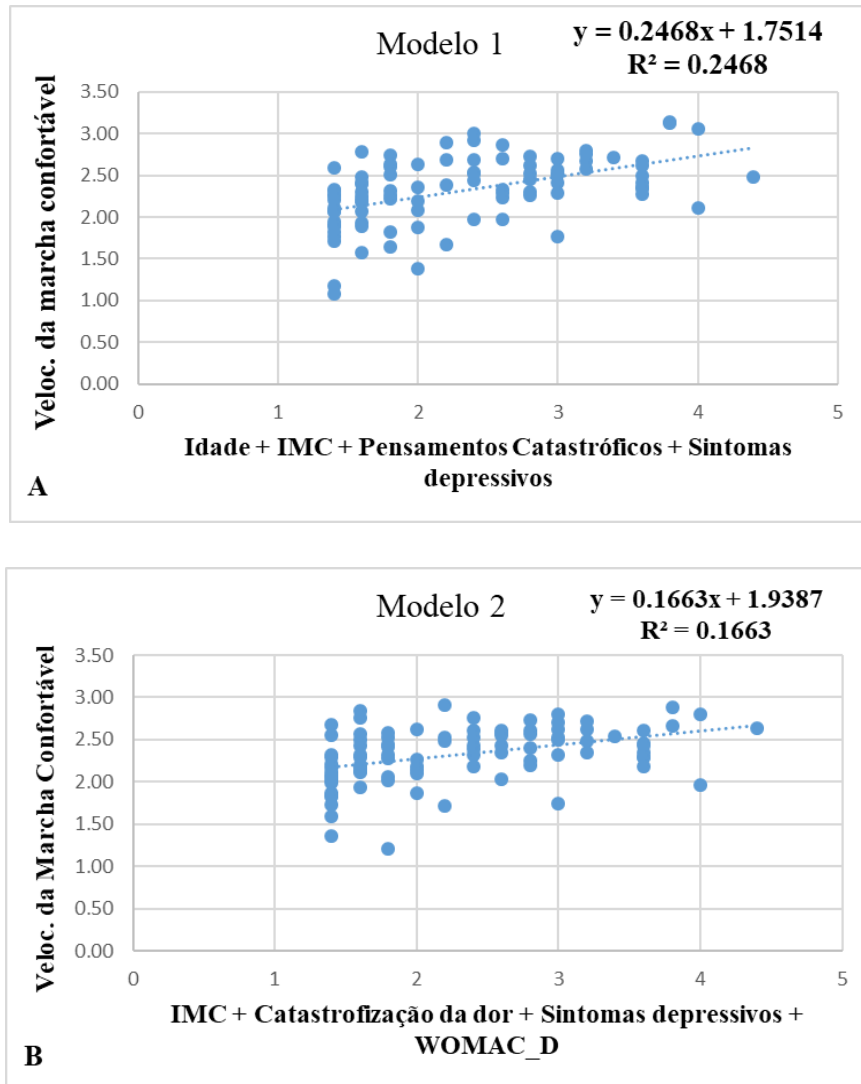 Modelo 1
y = 0.2468x + 1.7514
R² = 0.2468
Veloc. da marcha confortável
3.50
3.00
2.50
2.00
1.50
1.00
0.50
0.00
0 1 2 3 4 5
Idade + IMC + Pensamentos Catastróficos + Sintomas
depressivos
A
Modelo 2
y = 0.1663x + 1.9387
R² = 0.1663
Veloc. da Marcha Confortável
3.50
3.00
2.50
2.00
1.50
1.00
0.50
0.00
0 1 2 3 4 5
IMC + Catastrofização da dor + Sintomas depressivos +
WOMAC_D
B